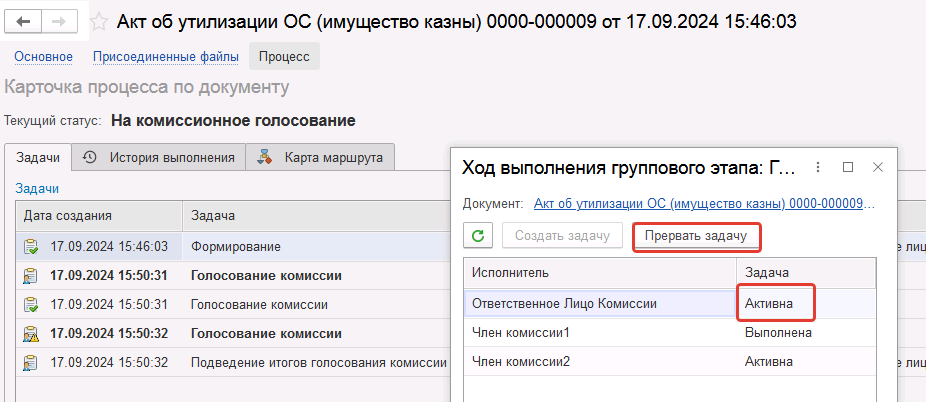 Акт об утилизации ОС (имущество казны) 0000-000009 от 17.09.2024 15:46:03
Основное Присоединенные файлы Процесс
Карточка процесса по документу
Текущий статус: На комиссионное голосование
Задачи История выполнения Карта маршрута
Задачи
Дата создания Задача
17.09.2024 15:46:03 Формирование е лиц
17.09.2024 15:50:31 Голосование комиссии
17.09.2024 15:50:31 Голосование комиссии
17.09.2024 15:50:32 Голосование комиссии
17.09.2024 15:50:32 Подведение итогов голосования комиссии е лиц
Ход выполнения группового этапа: Г...
Документ: Акт об утилизации ОС (имущество казны) 0000-000009...
Создать задачу Прервать задачу
Исполнитель Задача
Ответственное Лицо Комиссии Активна
Член комиссии1 Выполнена
Член комиссии2 Активна